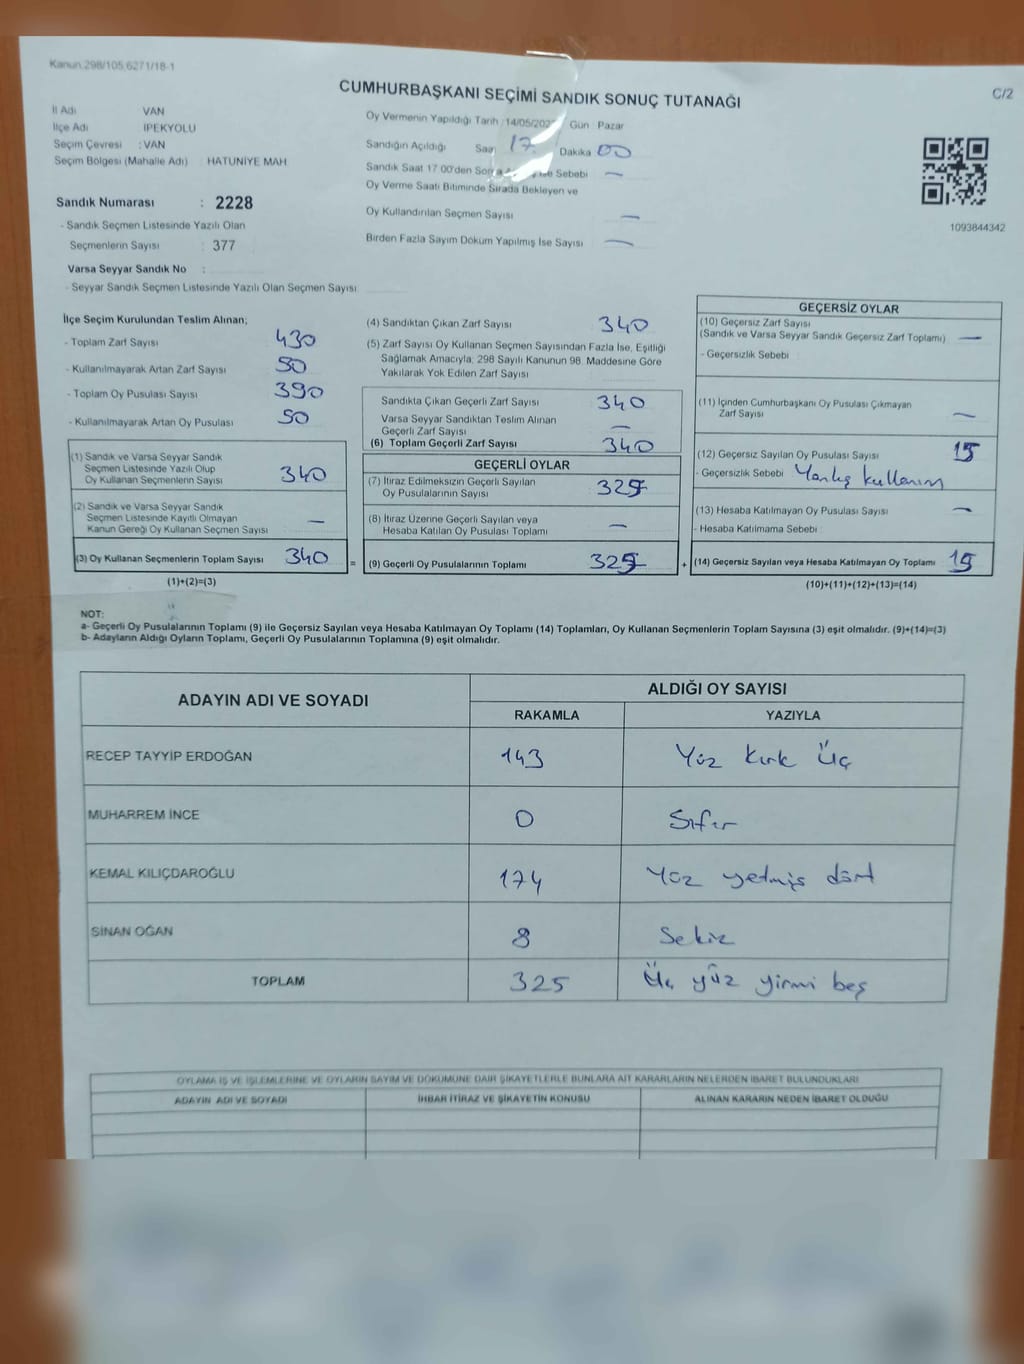 Kanun 298/105,6271/18-1
C/2
CUMHURBAŞKANI SEÇİMİ SANDIK SONUÇ TUTANAĞI
İl Adı VAN
İlçe Adı İPEKYOLU
Seçim Çevresi : VAN
Seçim Bölgesi (Mahalle Adı) : HATUNİYE MAH
Sandık Numarası : 2228
- Sandık Seçmen Listesinde Yazılı Olan
Seçmenlerin Sayısı : 377
Varsa Seyyar Sandık No :
- Seyyar Sandık Seçmen Listesinde Yazılı Olan Seçmen Sayısı
Oy Vermenin Yapıldığı Tarih : 14/05/202 Gün : Pazar
Sandığın Açıldığı Saat 17 Dakika 00
Sandık Saat 17 00'den Sonra ise Sebebi —
Oy Verme Saati Bitiminde Sırada Bekleyen ve
Oy Kullandırılan Seçmen Sayısı —
Birden Fazla Sayım Döküm Yapılmış İse Sayısı —
1093844342
İlçe Seçim Kurulundan Teslim Alınan;
- Toplam Zarf Sayısı 430
- Kullanılmayarak Artan Zarf Sayısı 50
- Toplam Oy Pusulası Sayısı 390
- Kullanılmayarak Artan Oy Pusulası 50
(1) Sandık ve Varsa Seyyar Sandık
Seçmen Listesinde Yazılı Olup
Oy Kullanan Seçmenlerin Sayısı 340
(2) Sandık ve Varsa Seyyar Sandık
Seçmen Listesinde Kayıtlı Olmayan
Kanun Gereği Oy Kullanan Seçmen Sayısı —
(3) Oy Kullanan Seçmenlerin Toplam Sayısı 340 =
(1)+(2)=(3)
(4) Sandıktan Çıkan Zarf Sayısı 340
(5) Zarf Sayısı Oy Kullanan Seçmen Sayısından Fazla İse, Eşitliği
Sağlamak Amacıyla; 298 Sayılı Kanunun 98. Maddesine Göre
Yakılarak Yok Edilen Zarf Sayısı
Sandıkta Çıkan Geçerli Zarf Sayısı 340
Varsa Seyyar Sandıktan Teslim Alınan
Geçerli Zarf Sayısı —
(6) Toplam Geçerli Zarf Sayısı 340
GEÇERLİ OYLAR
(7) İtiraz Edilmeksizin Geçerli Sayılan
Oy Pusulalarının Sayısı 325
(8) İtiraz Üzerine Geçerli Sayılan veya
Hesaba Katılan Oy Pusulası Toplamı —
(9) Geçerli Oy Pusulalarının Toplamı 325 +
GEÇERSİZ OYLAR
(10) Geçersiz Zarf Sayısı
(Sandık ve Varsa Seyyar Sandık Geçersiz Zarf Toplamı) —
- Geçersizlik Sebebi
(11) İçinden Cumhurbaşkanı Oy Pusulası Çıkmayan
Zarf Sayısı —
(12) Geçersiz Sayılan Oy Pusulası Sayısı 15
- Geçersizlik Sebebi Yanlış kullanım
(13) Hesaba Katılmayan Oy Pusulası Sayısı —
- Hesaba Katılmama Sebebi
(14) Geçersiz Sayılan veya Hesaba Katılmayan Oy Toplamı 15
(10)+(11)+(12)+(13)=(14)
NOT:
a- Geçerli Oy Pusulalarının Toplamı (9) ile Geçersiz Sayılan veya Hesaba Katılmayan Oy Toplamı (14) Toplamları, Oy Kullanan Seçmenlerin Toplam Sayısına (3) eşit olmalıdır. (9)+(14)=(3)
b- Adayların Aldığı Oyların Toplamı, Geçerli Oy Pusulalarının Toplamına (9) eşit olmalıdır.
ADAYIN ADI VE SOYADI
ALDIĞI OY SAYISI
RAKAMLA YAZIYLA
RECEP TAYYİP ERDOĞAN 143 Yüz Kırk Üç
MUHARREM İNCE 0 Sıfır
KEMAL KILIÇDAROĞLU 174 Yüz yetmiş dört
SİNAN OĞAN 8 Sekiz
TOPLAM 325 Üç yüz yirmi beş
OYLAMA İŞ VE İŞLEMLERİNE VE OYLARIN SAYIM VE DÖKÜMÜNE DAİR ŞİKAYETLERLE BUNLARA AİT KARARLARIN NELERDEN İBARET BULUNDUKLARI
ADAYIN ADI VE SOYADI İHBAR İTİRAZ VE ŞİKAYETİN KONUSU ALINAN KARARIN NEDEN İBARET OLDUĞU